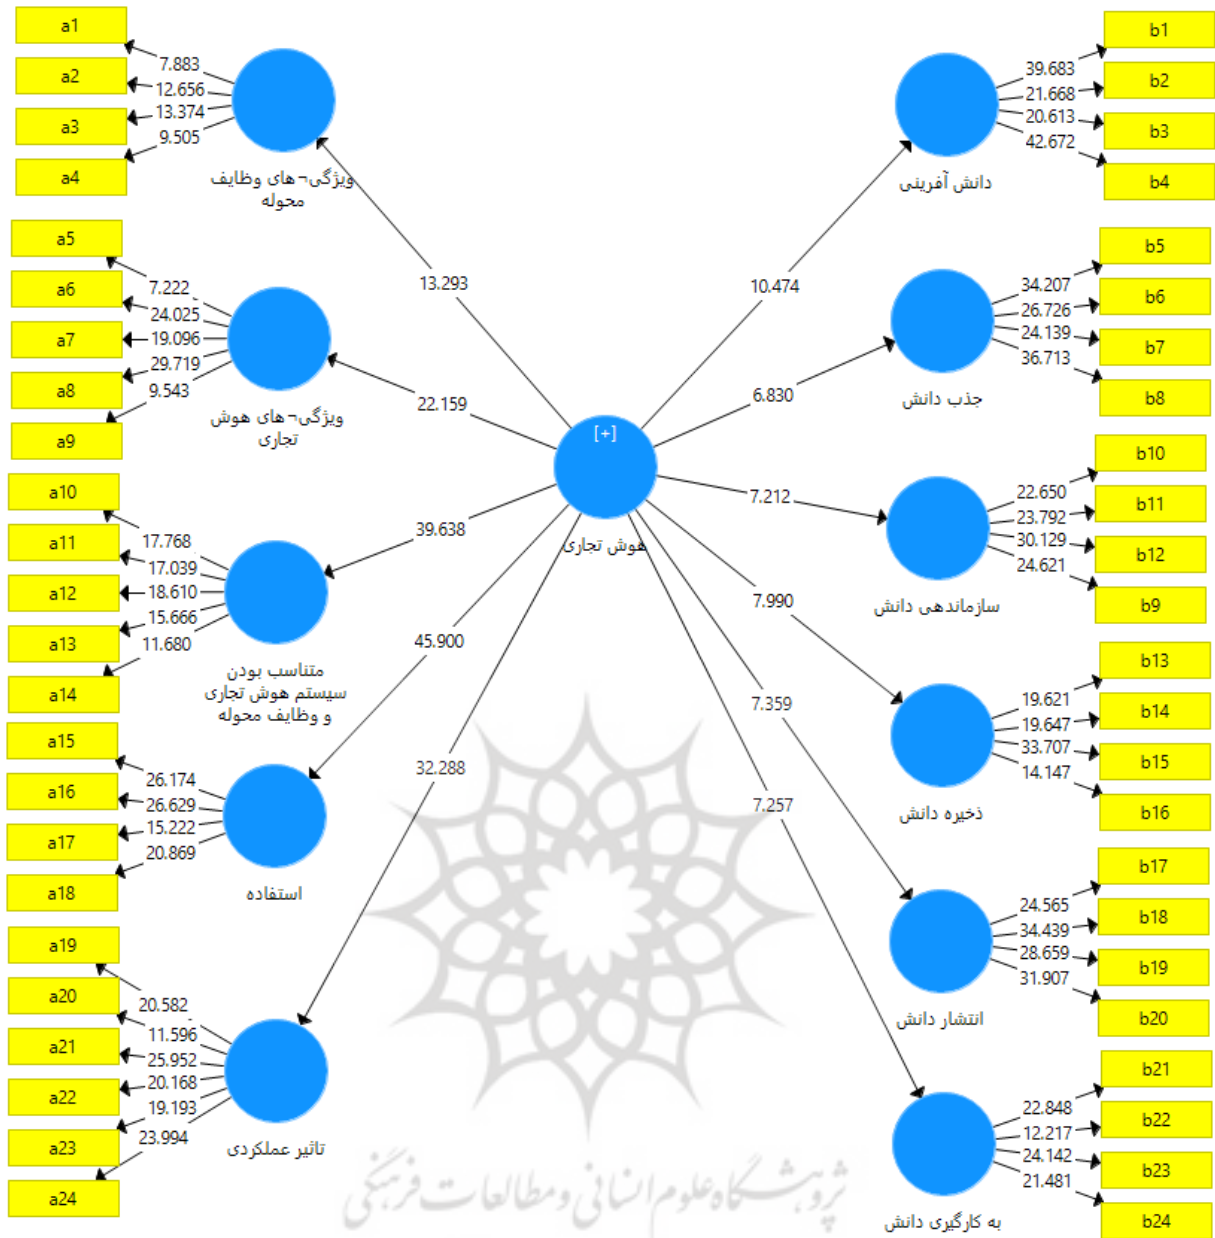 a1
a2
a3
a4
7.883
12.656
13.374
9.505
ویژگی¬های وظایف
محوله
a5
a6
a7
a8
a9
7.222
24.025
19.096
29.719
9.543
ویژگی¬های هوش
تجاری
a10
a11
a12
a13
a14
17.768
17.039
18.610
15.666
11.680
متناسب بودن
سیستم هوش تجاری
و وظایف محوله
a15
a16
a17
a18
26.174
26.629
15.222
20.869
استفاده
a19
a20
a21
a22
a23
a24
20.582
11.596
25.952
20.168
19.193
23.994
تاثیر عملکردی
13.293
22.159
39.638
45.900
32.288
[+]
هوش تجاری
10.474
6.830
7.212
7.990
7.359
7.257
b1
b2
b3
b4
39.683
21.668
20.613
42.672
دانش آفرینی
b5
b6
b7
b8
34.207
26.726
24.139
36.713
جذب دانش
b10
b11
b12
b9
22.650
23.792
30.129
24.621
سازماندهی دانش
b13
b14
b15
b16
19.621
19.647
33.707
14.147
ذخیره دانش
b17
b18
b19
b20
24.565
34.439
28.659
31.907
انتشار دانش
b21
b22
b23
b24
22.848
12.217
24.142
21.481
به کارگیری دانش
پژوهشگاه علوم انسانی و مطالعات فرهنگی